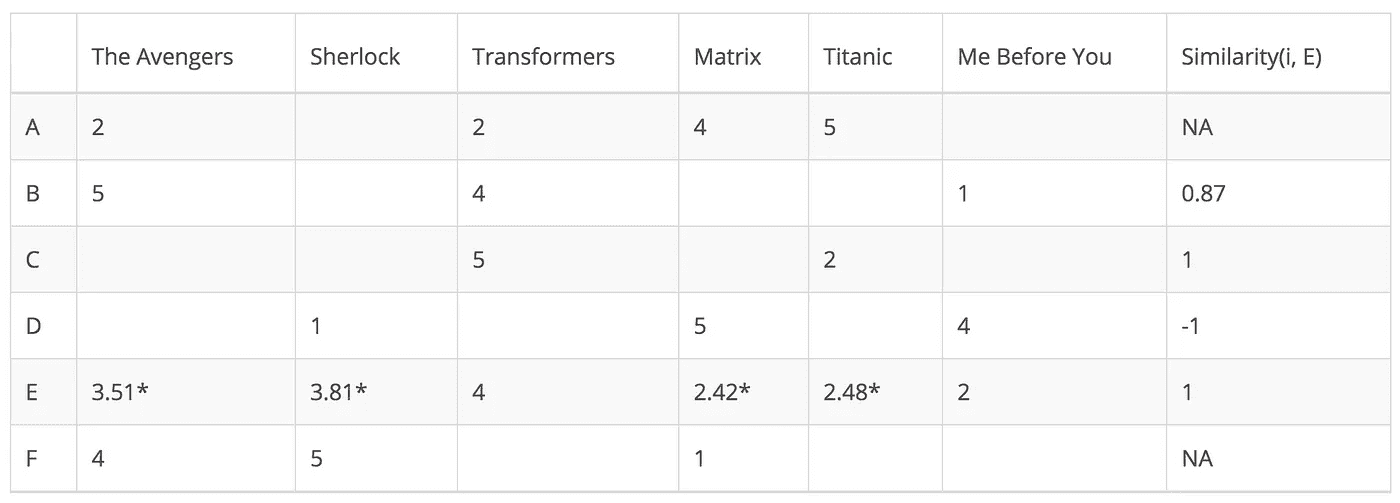 The Avengers Sherlock Transformers Matrix Titanic Me Before You Similarity(i, E)
A 2 2 4 5 NA
B 5 4 1 0.87
C 5 2 1
D 1 5 4 -1
E 3.51* 3.81* 4 2.42* 2.48* 2 1
F 4 5 1 NA